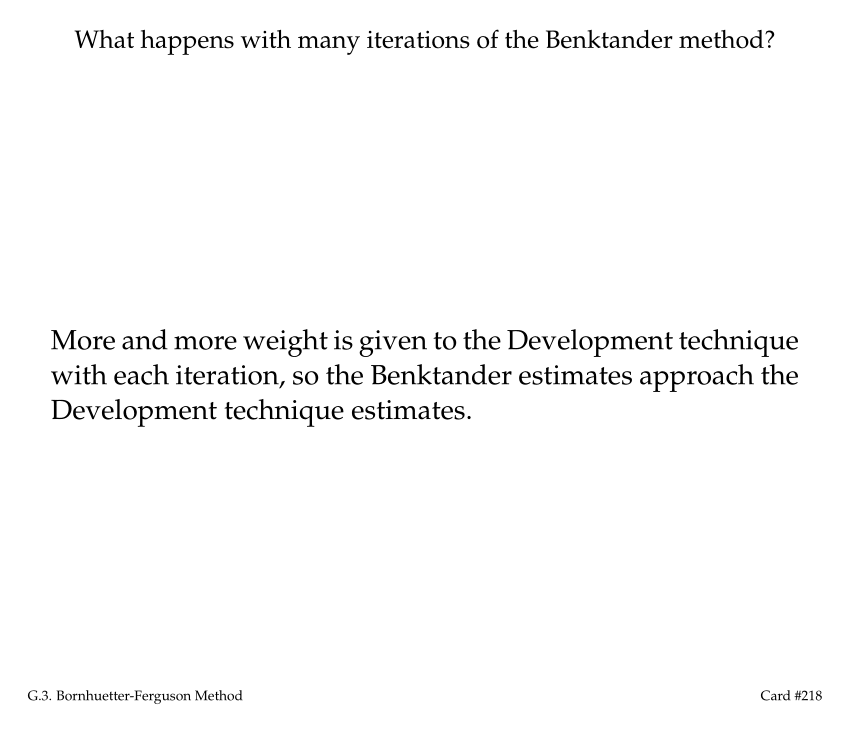 What happens with many iterations of the Benktander method?
More and more weight is given to the Development technique
with each iteration, so the Benktander estimates approach the
Development technique estimates.
G.3. Bornhuetter-Ferguson Method
Card #218